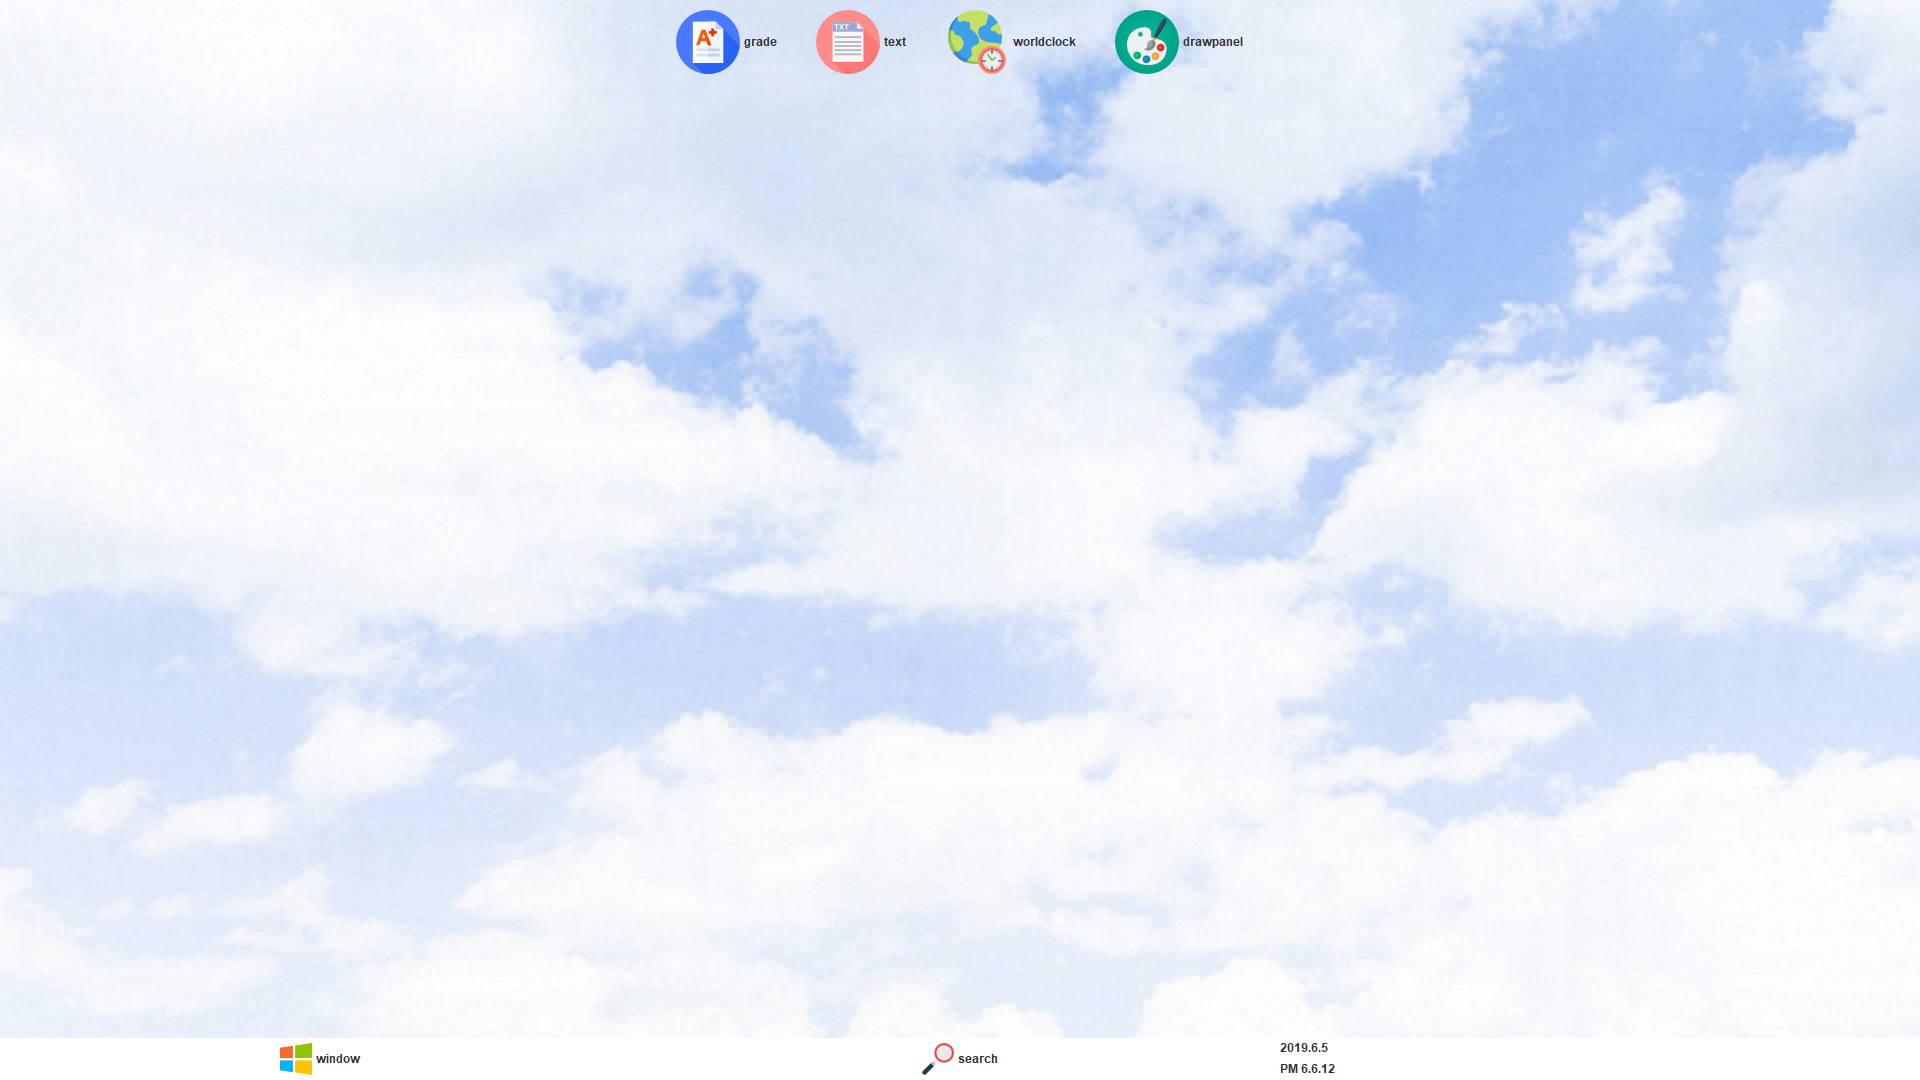 grade
TXT
text
worldclock
drawpanel
A+
window
search
2019.6.5
PM 6.6.12